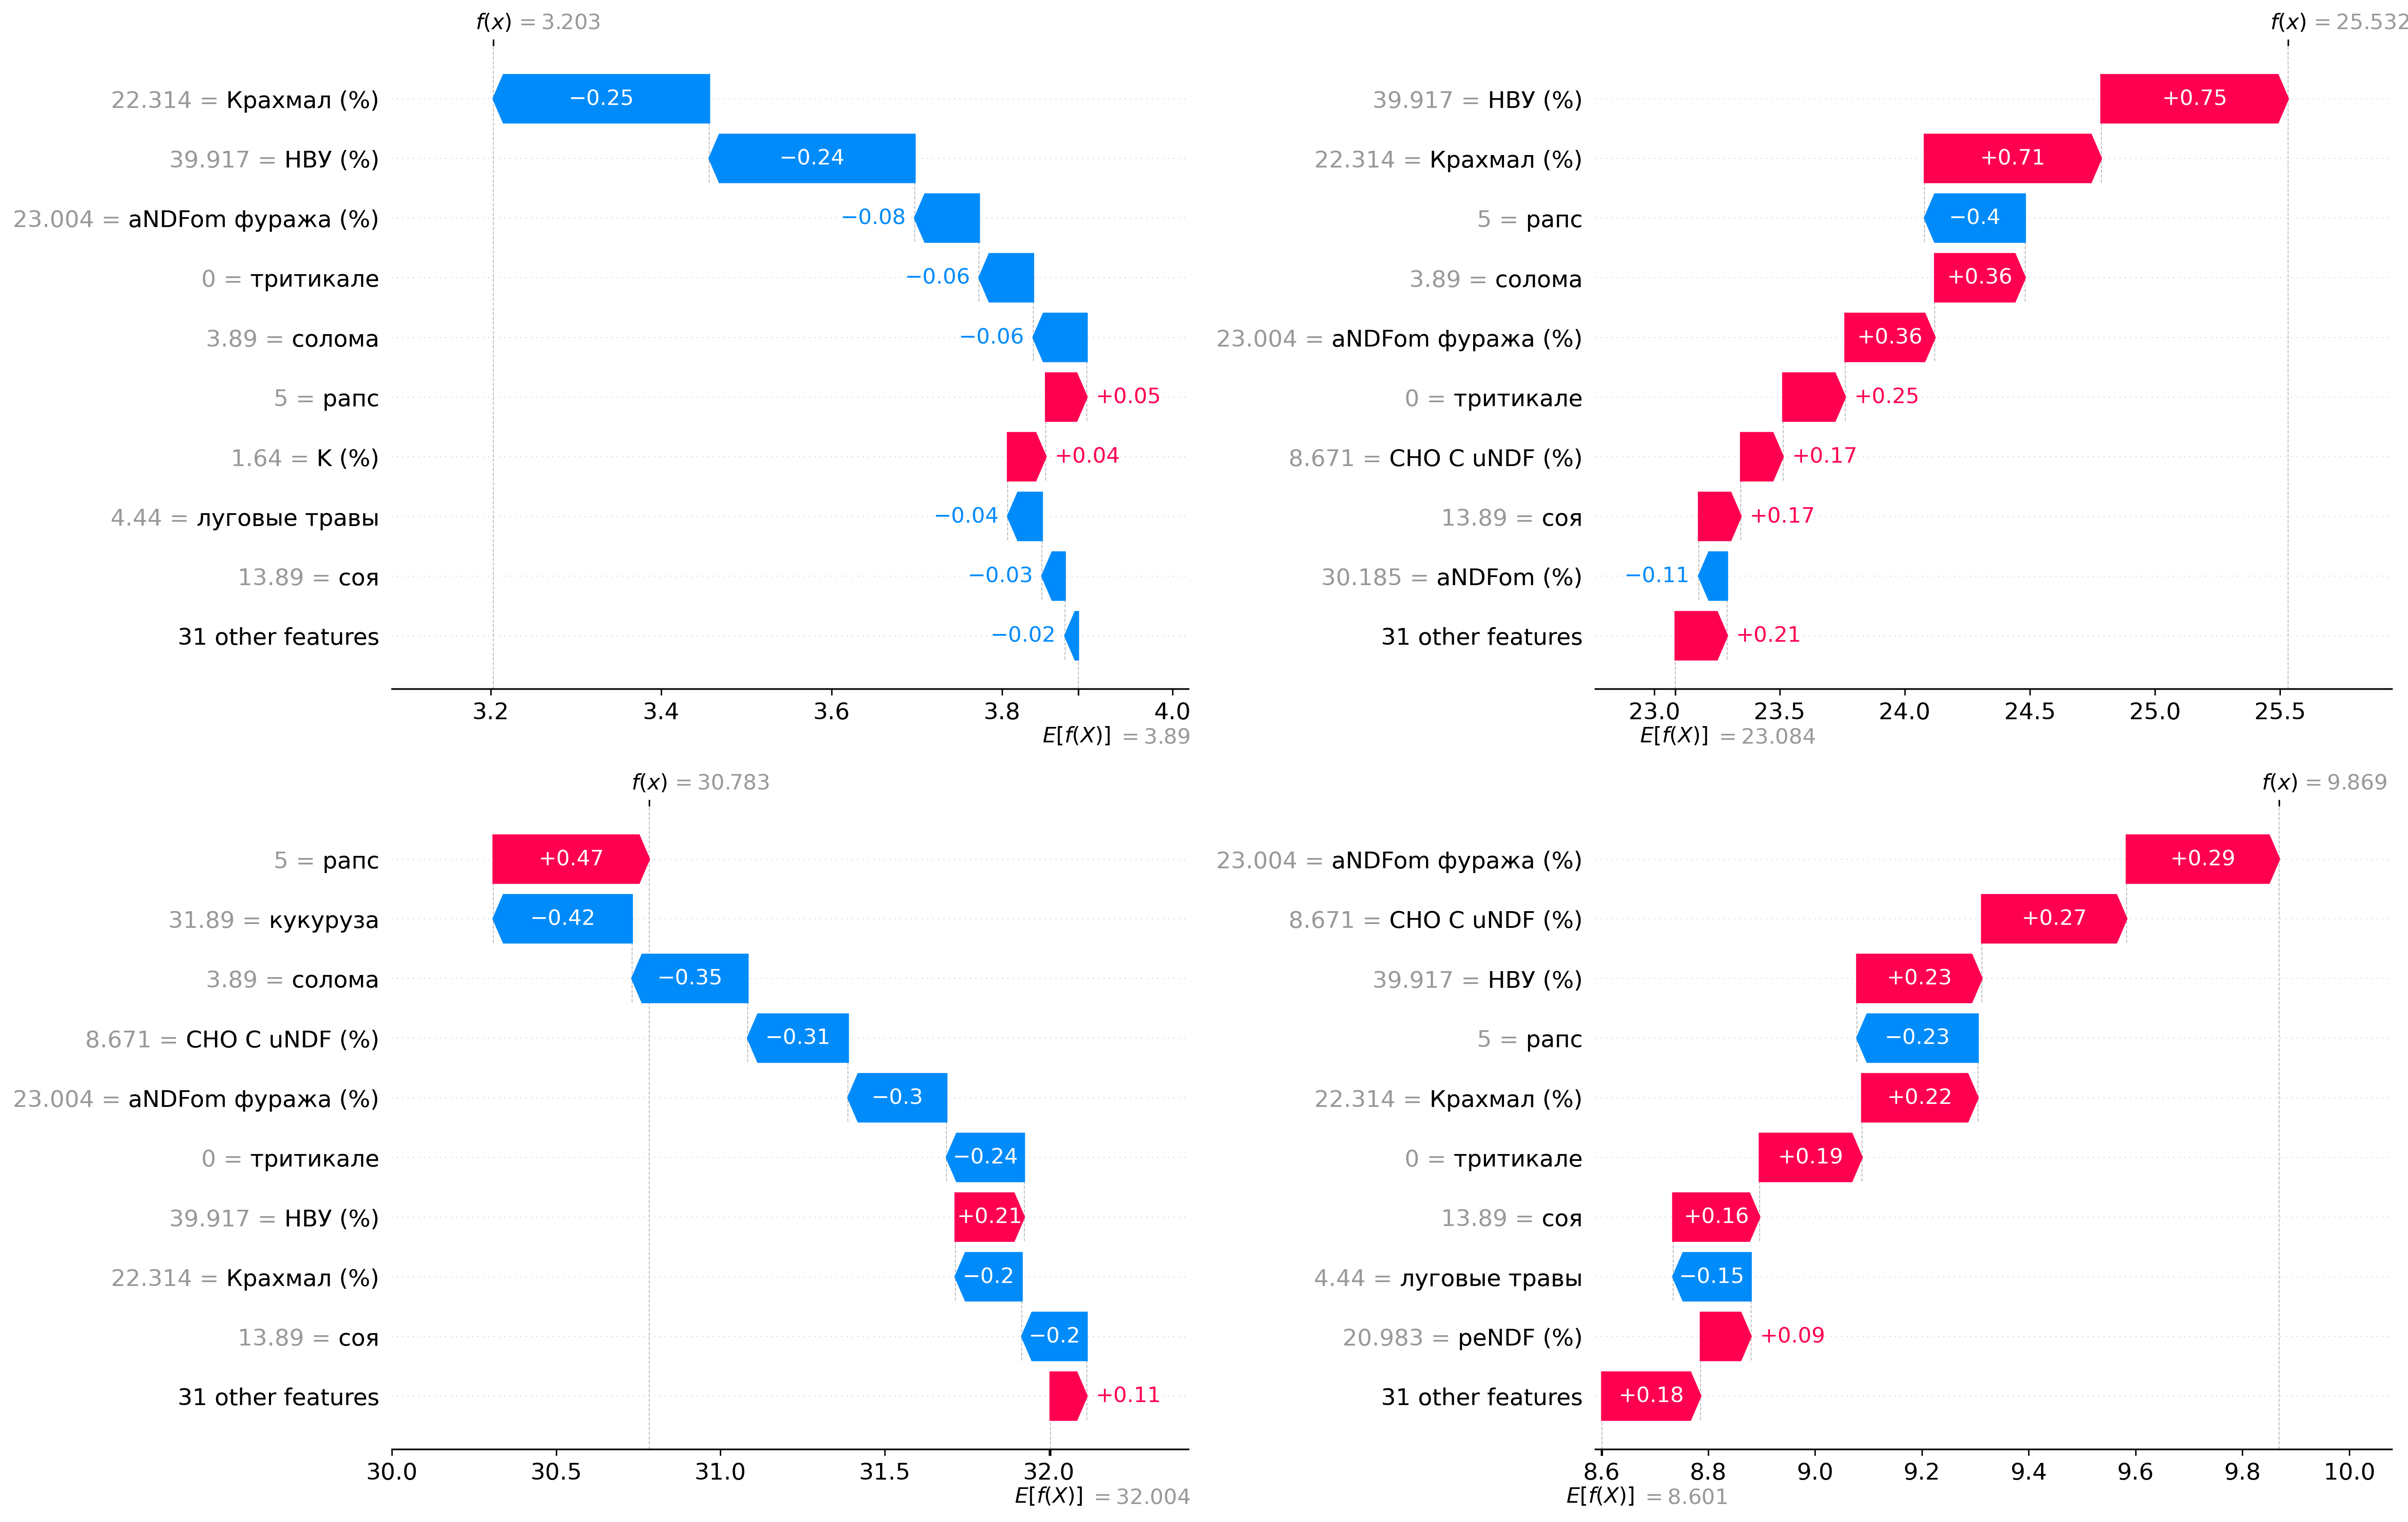 f(x) = 3.203
22.314 = Крахмал (%) −0.25
39.917 = НВУ (%) −0.24
23.004 = aNDFom фуража (%) −0.08
0 = тритикале −0.06
3.89 = солома −0.06
5 = рапс +0.05
1.64 = K (%) +0.04
4.44 = луговые травы −0.04
13.89 = соя −0.03
31 other features −0.02
3.2 3.4 3.6 3.8 4.0
E[f(X)] = 3.89
f(x) = 25.532
39.917 = НВУ (%) +0.75
22.314 = Крахмал (%) +0.71
5 = рапс −0.4
3.89 = солома +0.36
23.004 = aNDFom фуража (%) +0.36
0 = тритикале +0.25
8.671 = CHO C uNDF (%) +0.17
13.89 = соя +0.17
30.185 = aNDFom (%) −0.11
31 other features +0.21
23.0 23.5 24.0 24.5 25.0 25.5
E[f(X)] = 23.084
f(x) = 30.783
5 = рапс +0.47
31.89 = кукуруза −0.42
3.89 = солома −0.35
8.671 = CHO C uNDF (%) −0.31
23.004 = aNDFom фуража (%) −0.3
0 = тритикале −0.24
39.917 = НВУ (%) +0.21
22.314 = Крахмал (%) −0.2
13.89 = соя −0.2
31 other features +0.11
30.0 30.5 31.0 31.5 32.0
E[f(X)] = 32.004
f(x) = 9.869
23.004 = aNDFom фуража (%) +0.29
8.671 = CHO C uNDF (%) +0.27
39.917 = НВУ (%) +0.23
5 = рапс −0.23
22.314 = Крахмал (%) +0.22
0 = тритикале +0.19
13.89 = соя +0.16
4.44 = луговые травы −0.15
20.983 = peNDF (%) +0.09
31 other features +0.18
8.6 8.8 9.0 9.2 9.4 9.6 9.8 10.0
E[f(X)] = 8.601